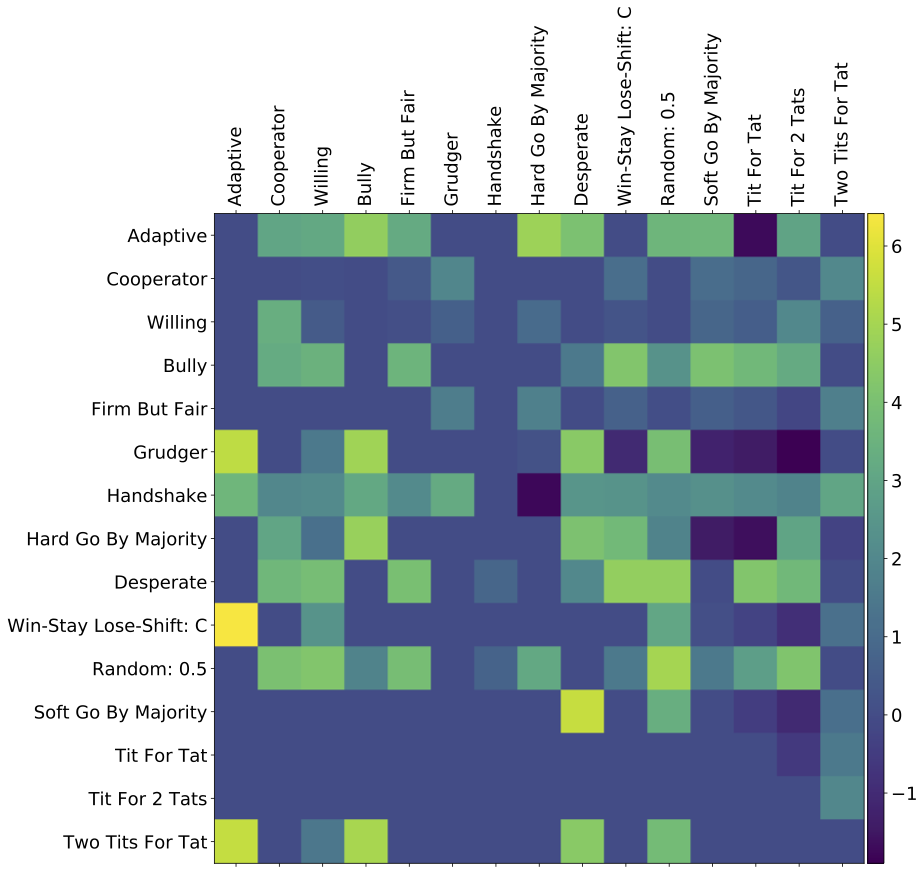 Adaptive
Cooperator
Willing
Bully
Firm But Fair
Grudger
Handshake
Hard Go By Majority
Desperate
Win-Stay Lose-Shift: C
Random: 0.5
Soft Go By Majority
Tit For Tat
Tit For 2 Tats
Two Tits For Tat
Adaptive
Cooperator
Willing
Bully
Firm But Fair
Grudger
Handshake
Hard Go By Majority
Desperate
Win-Stay Lose-Shift: C
Random: 0.5
Soft Go By Majority
Tit For Tat
Tit For 2 Tats
Two Tits For Tat
6
5
4
3
2
1
0
−1